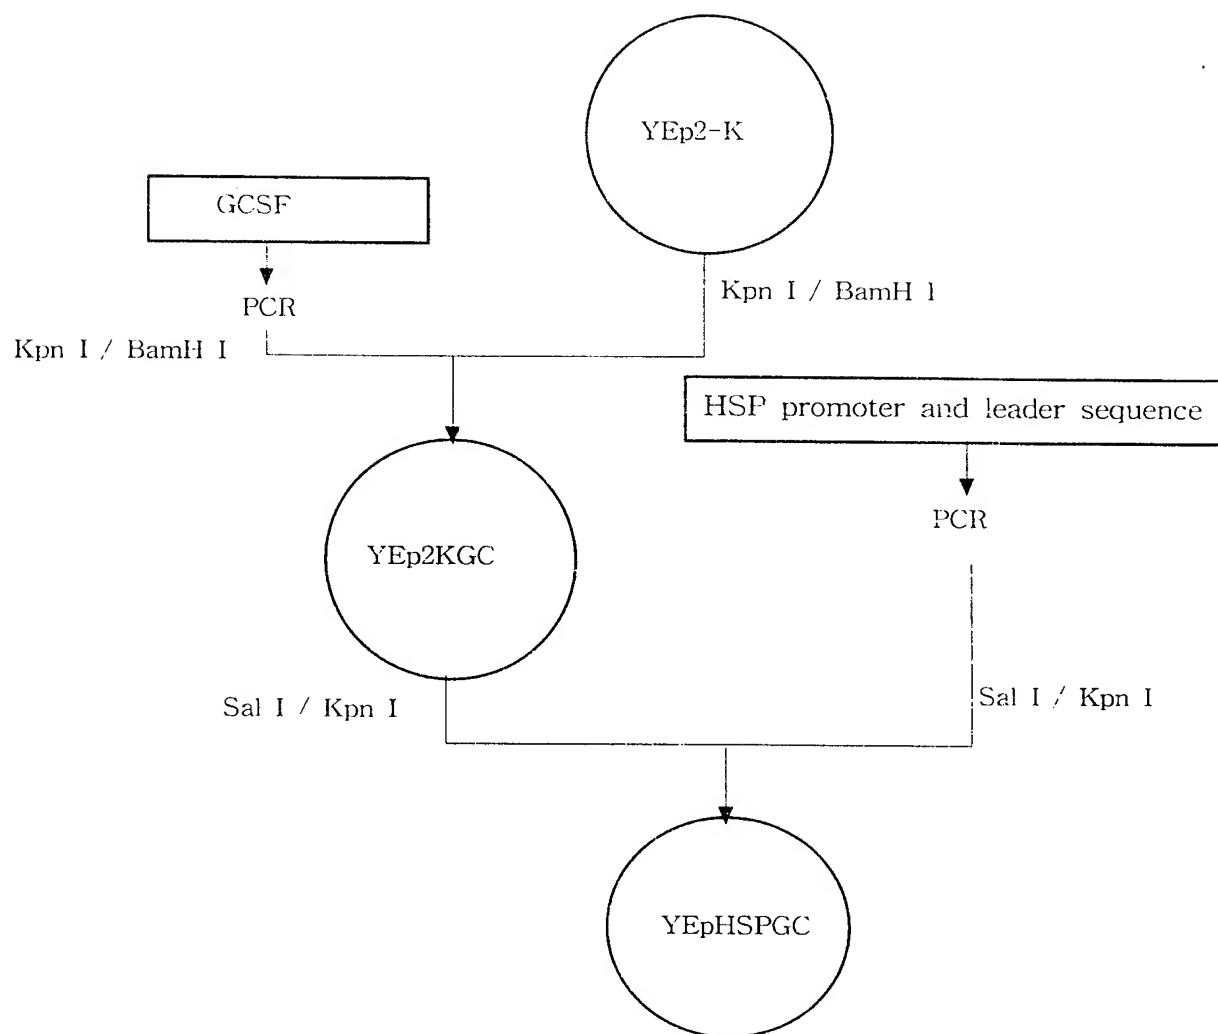 YEp2-K
GCSF
Kpn I / BamH I
PCR
Kpn I / BamH I
HSP promoter and leader sequence
PCR
YEp2KGC
Sal I / Kpn I
Sal I / Kpn I
YEpHSPGC